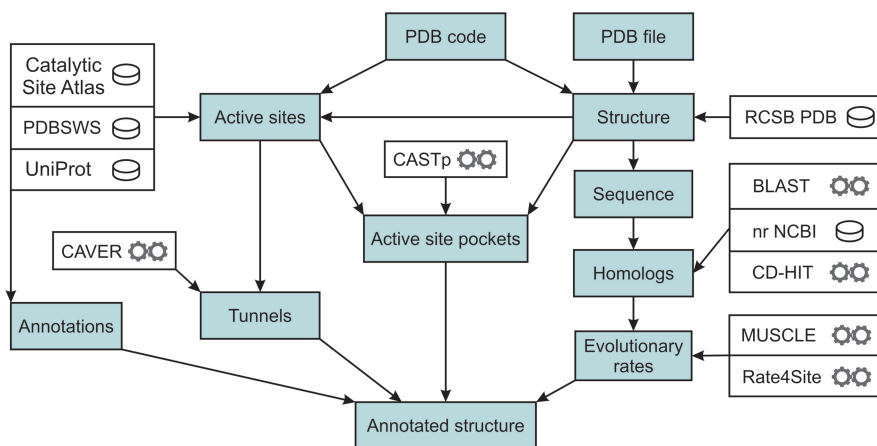 PDB code
PDB file
Catalytic
Site Atlas
PDBSWS
UniProt
Active sites
Structure
RCSB PDB
CASTp
Sequence
BLAST
nr NCBI
CD-HIT
Active site pockets
CAVER
Homologs
Annotations
Tunnels
Evolutionary
rates
MUSCLE
Rate4Site
Annotated structure